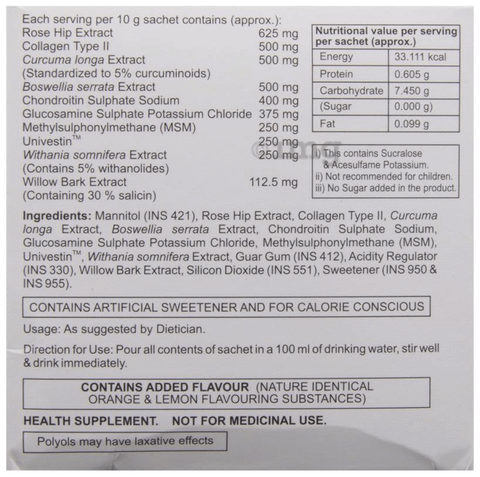 Each serving per 10 g sachet contains (approx.):
Rose Hip Extract 625 mg
Collagen Type II 500 mg
Curcuma longa Extract 500 mg
(Standardized to 5% curcuminoids)
Boswellia serrata Extract 500 mg
Chondroitin Sulphate Sodium 400 mg
Glucosamine Sulphate Potassium Chloride 375 mg
Methylsulphonylmethane (MSM) 250 mg
Univestin™ 250 mg
Withania somnifera Extract 250 mg
(Contains 5% withanolides)
Willow Bark Extract 112.5 mg
(Containing 30 % salicin)
Nutritional value per serving
per sachet (approx.)
Energy 33.111 kcal
Protein 0.605 g
Carbohydrate 7.450 g
(Sugar 0.000 g)
Fat 0.099 g
i) This contains Sucralose
& Acesulfame Potassium.
ii) Not recommended for children.
iii) No Sugar added in the product.
Ingredients: Mannitol (INS 421), Rose Hip Extract, Collagen Type II, Curcuma
longa Extract, Boswellia serrata Extract, Chondroitin Sulphate Sodium,
Glucosamine Sulphate Potassium Chloride, Methylsulphonylmethane (MSM),
Univestin™, Withania somnifera Extract, Guar Gum (INS 412), Acidity Regulator
(INS 330), Willow Bark Extract, Silicon Dioxide (INS 551), Sweetener (INS 950 &
INS 955).
CONTAINS ARTIFICIAL SWEETENER AND FOR CALORIE CONSCIOUS
Usage: As suggested by Dietician.
Direction for Use: Pour all contents of sachet in a 100 ml of drinking water, stir well
& drink immediately.
CONTAINS ADDED FLAVOUR (NATURE IDENTICAL
ORANGE & LEMON FLAVOURING SUBSTANCES)
HEALTH SUPPLEMENT. NOT FOR MEDICINAL USE.
Polyols may have laxative effects